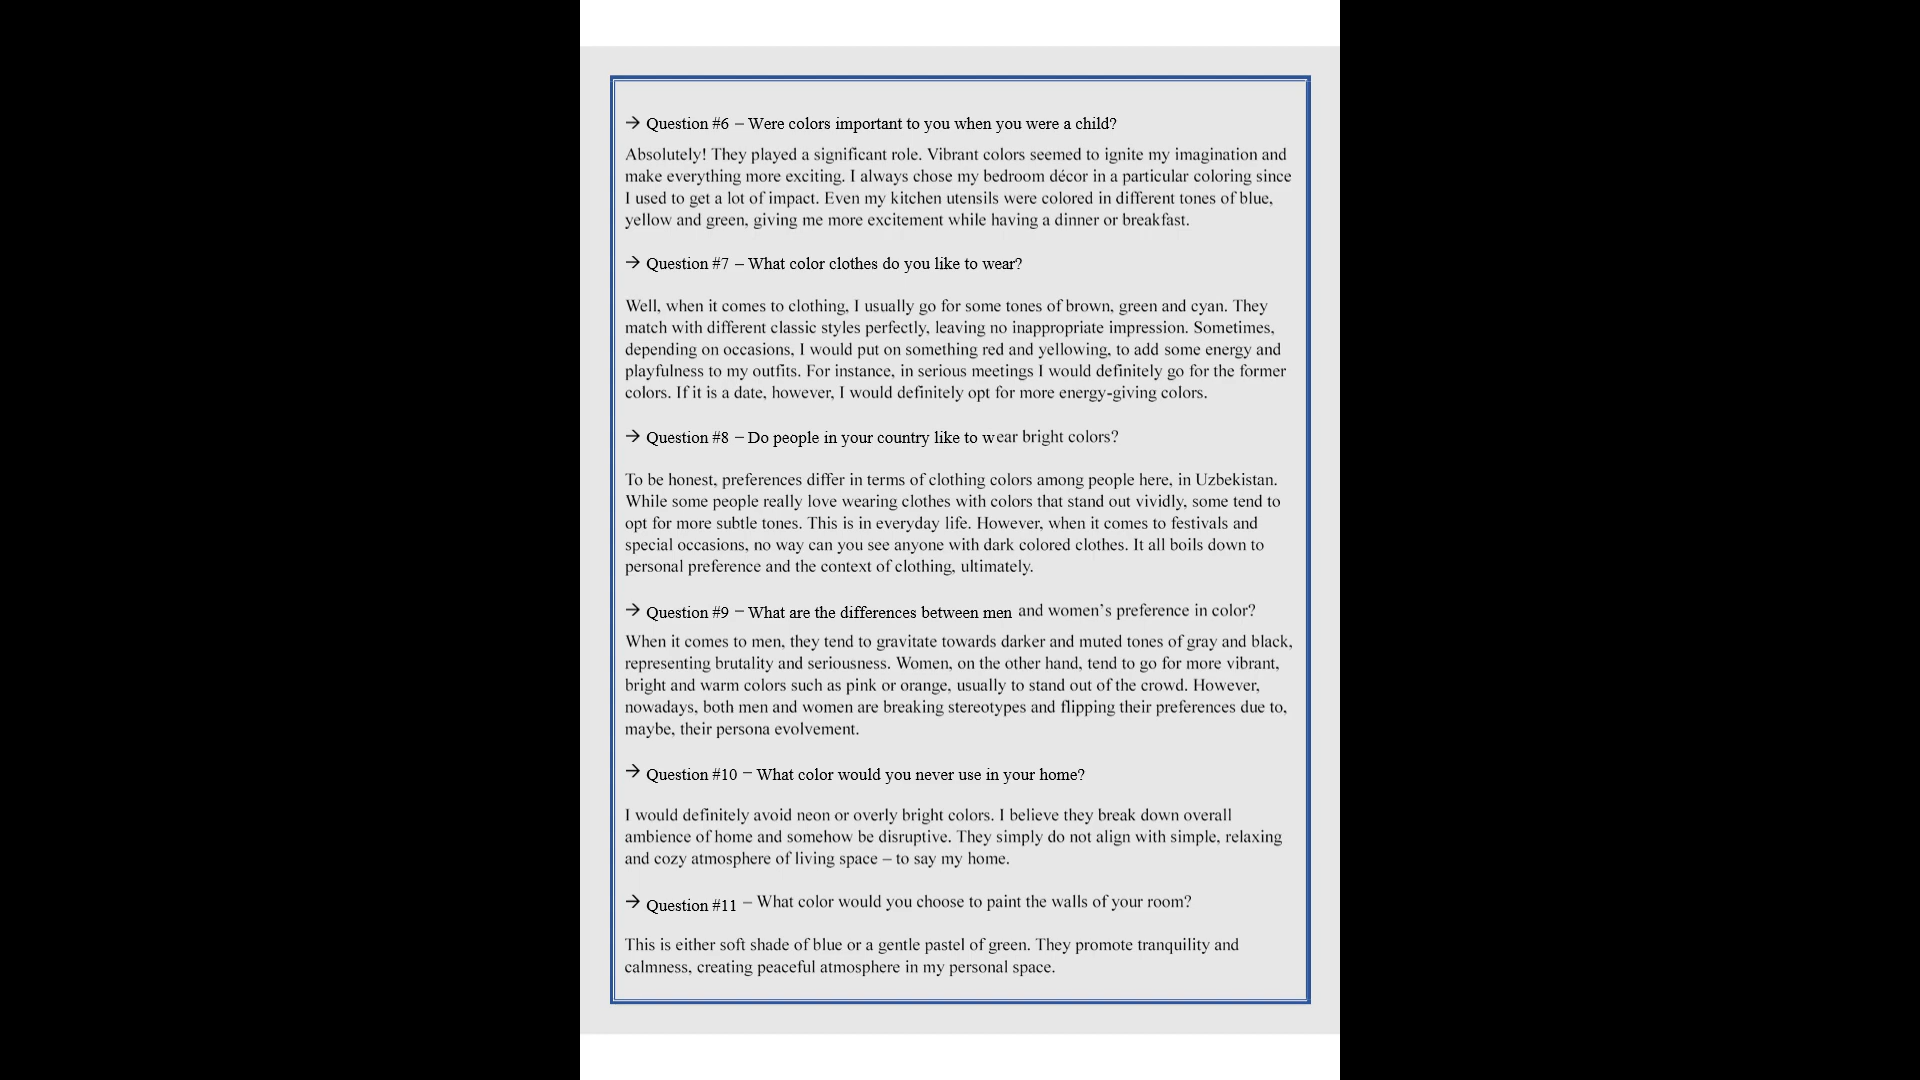 → Question #6 – Were colors important to you when you were a child?
Absolutely! They played a significant role. Vibrant colors seemed to ignite my imagination and
make everything more exciting. I always chose my bedroom décor in a particular coloring since
I used to get a lot of impact. Even my kitchen utensils were colored in different tones of blue,
yellow and green, giving me more excitement while having a dinner or breakfast.
→ Question #7 – What color clothes do you like to wear?
Well, when it comes to clothing, I usually go for some tones of brown, green and cyan. They
match with different classic styles perfectly, leaving no inappropriate impression. Sometimes,
depending on occasions, I would put on something red and yellowing, to add some energy and
playfulness to my outfits. For instance, in serious meetings I would definitely go for the former
colors. If it is a date, however, I would definitely opt for more energy-giving colors.
→ Question #8 – Do people in your country like to wear bright colors?
To be honest, preferences differ in terms of clothing colors among people here, in Uzbekistan.
While some people really love wearing clothes with colors that stand out vividly, some tend to
opt for more subtle tones. This is in everyday life. However, when it comes to festivals and
special occasions, no way can you see anyone with dark colored clothes. It all boils down to
personal preference and the context of clothing, ultimately.
→ Question #9 – What are the differences between men and women's preference in color?
When it comes to men, they tend to gravitate towards darker and muted tones of gray and black,
representing brutality and seriousness. Women, on the other hand, tend to go for more vibrant,
bright and warm colors such as pink or orange, usually to stand out of the crowd. However,
nowadays, both men and women are breaking stereotypes and flipping their preferences due to,
maybe, their persona evolvement.
→ Question #10 – What color would you never use in your home?
I would definitely avoid neon or overly bright colors. I believe they break down overall
ambience of home and somehow be disruptive. They simply do not align with simple, relaxing
and cozy atmosphere of living space – to say my home.
→ Question #11 – What color would you choose to paint the walls of your room?
This is either soft shade of blue or a gentle pastel of green. They promote tranquility and
calmness, creating peaceful atmosphere in my personal space.